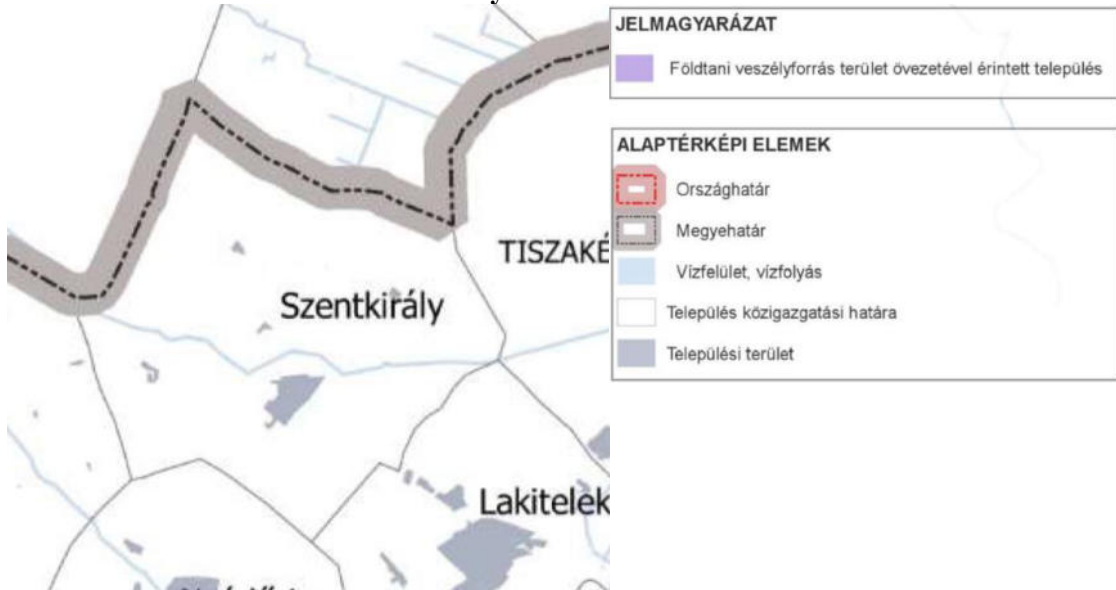 JELMAGYARÁZAT
Földtani veszélyforrás terület övezetével érintett település
ALAPTÉRKÉPI ELEMEK
Országhatár
Megyehatár
Vízfelület, vízfolyás
Település közigazgatási határa
Települési terület
TISZAKÉ
Szentkirály
Lakitelek